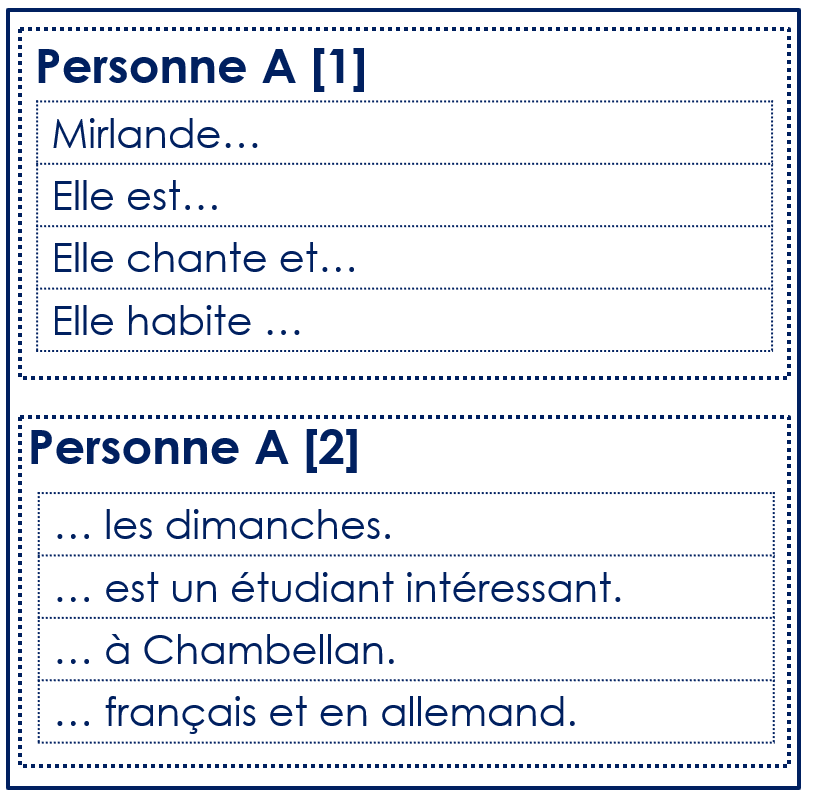 Personne A [1]
Mirlande…
Elle est…
Elle chante et…
Elle habite …
Personne A [2]
… les dimanches.
… est un étudiant intéressant.
… à Chambellan.
… français et en allemand.